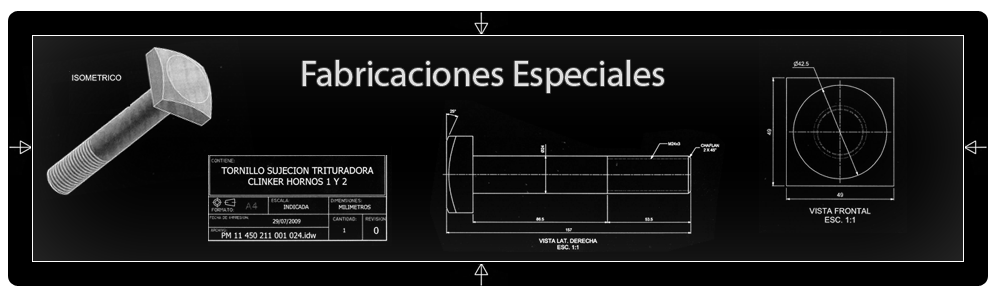 Fabricaciones Especiales
ISOMETRICO
CONTIENE:
TORNILLO SUJECION TRITURADORA
CLINKER HORNOS 1 Y 2
FORMATO:
A4
ESCALA:
INDICADA
DIMENSIONES:
MILIMETROS
FECHA DE IMPRESION:
29/07/2009
CANTIDAD:
1
REVISION
0
ARCHIVO:
PM 11 450 211 001 024.idw
25°
Ø24
M24x3
CHAFLAN
2 X 45°
53.5
157
VISTA LAT. DERECHA
ESC. 1:1
Ø42.5
49
49
VISTA FRONTAL
ESC. 1:1